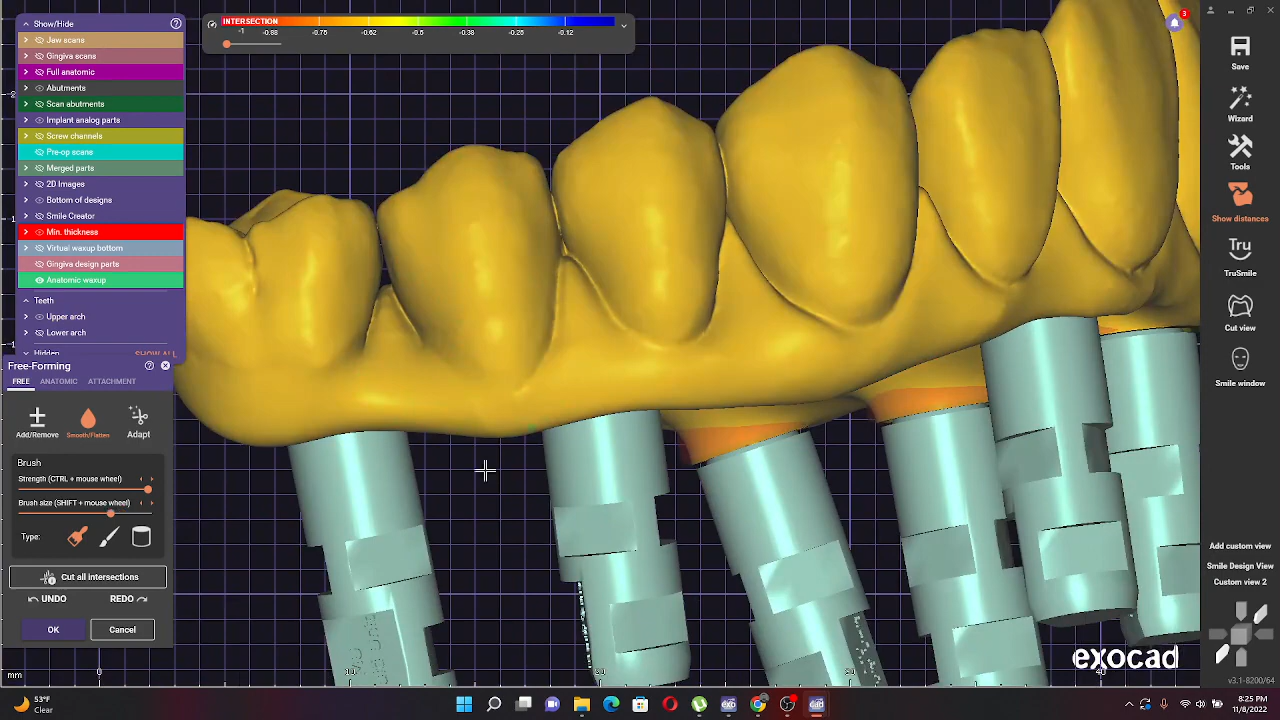 Show/Hide
Jaw scans
Gingiva scans
Full anatomic
Abutments
Scan abutments
Implant analog parts
Screw channels
Pre-op scans
Merged parts
2D Images
Bottom of designs
Smile Creator
Min. thickness
Virtual waxup bottom
Gingiva design parts
Anatomic waxup
Teeth
Upper arch
Lower arch
Hidden SHOW ALL
Free-Forming
FREE ANATOMIC ATTACHMENT
Add/Remove Smooth/Flatten Adapt
Brush
Strength (CTRL + mouse wheel)
Brush size (SHIFT + mouse wheel)
Type:
Cut all intersections
UNDO REDO
OK Cancel
INTERSECTION
-1 -0.88 -0.75 -0.62 -0.5 -0.38 -0.25 -0.12
3
Save
Wizard
Tools
Show distances
Tru
TruSmile
Cut view
Smile window
Add custom view
Smile Design View
Custom view 2
exocad
v3.1-8200/64
mm
53°F
Clear
8:25 PM
11/8/2022